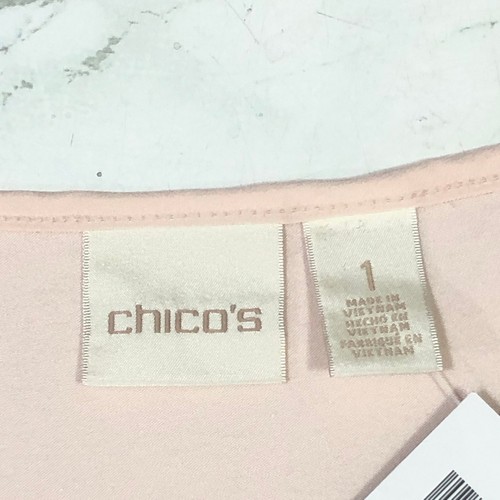 chico's
1
MADE IN
VIETNAM
HECHO EN
VIETNAM
FABRIQUE EN
VIETNAM